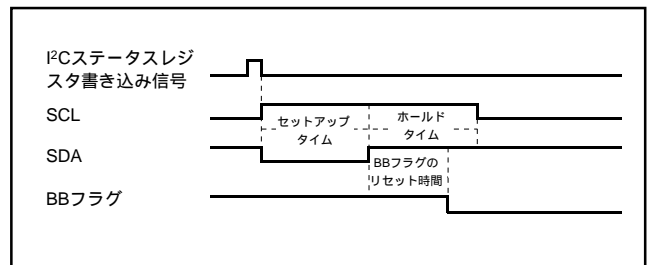 I²Cステータスレジ
スタ書き込み信号
SCL
セットアップ
タイム
ホールド
タイム
SDA
BBフラグの
リセット時間
BBフラグ